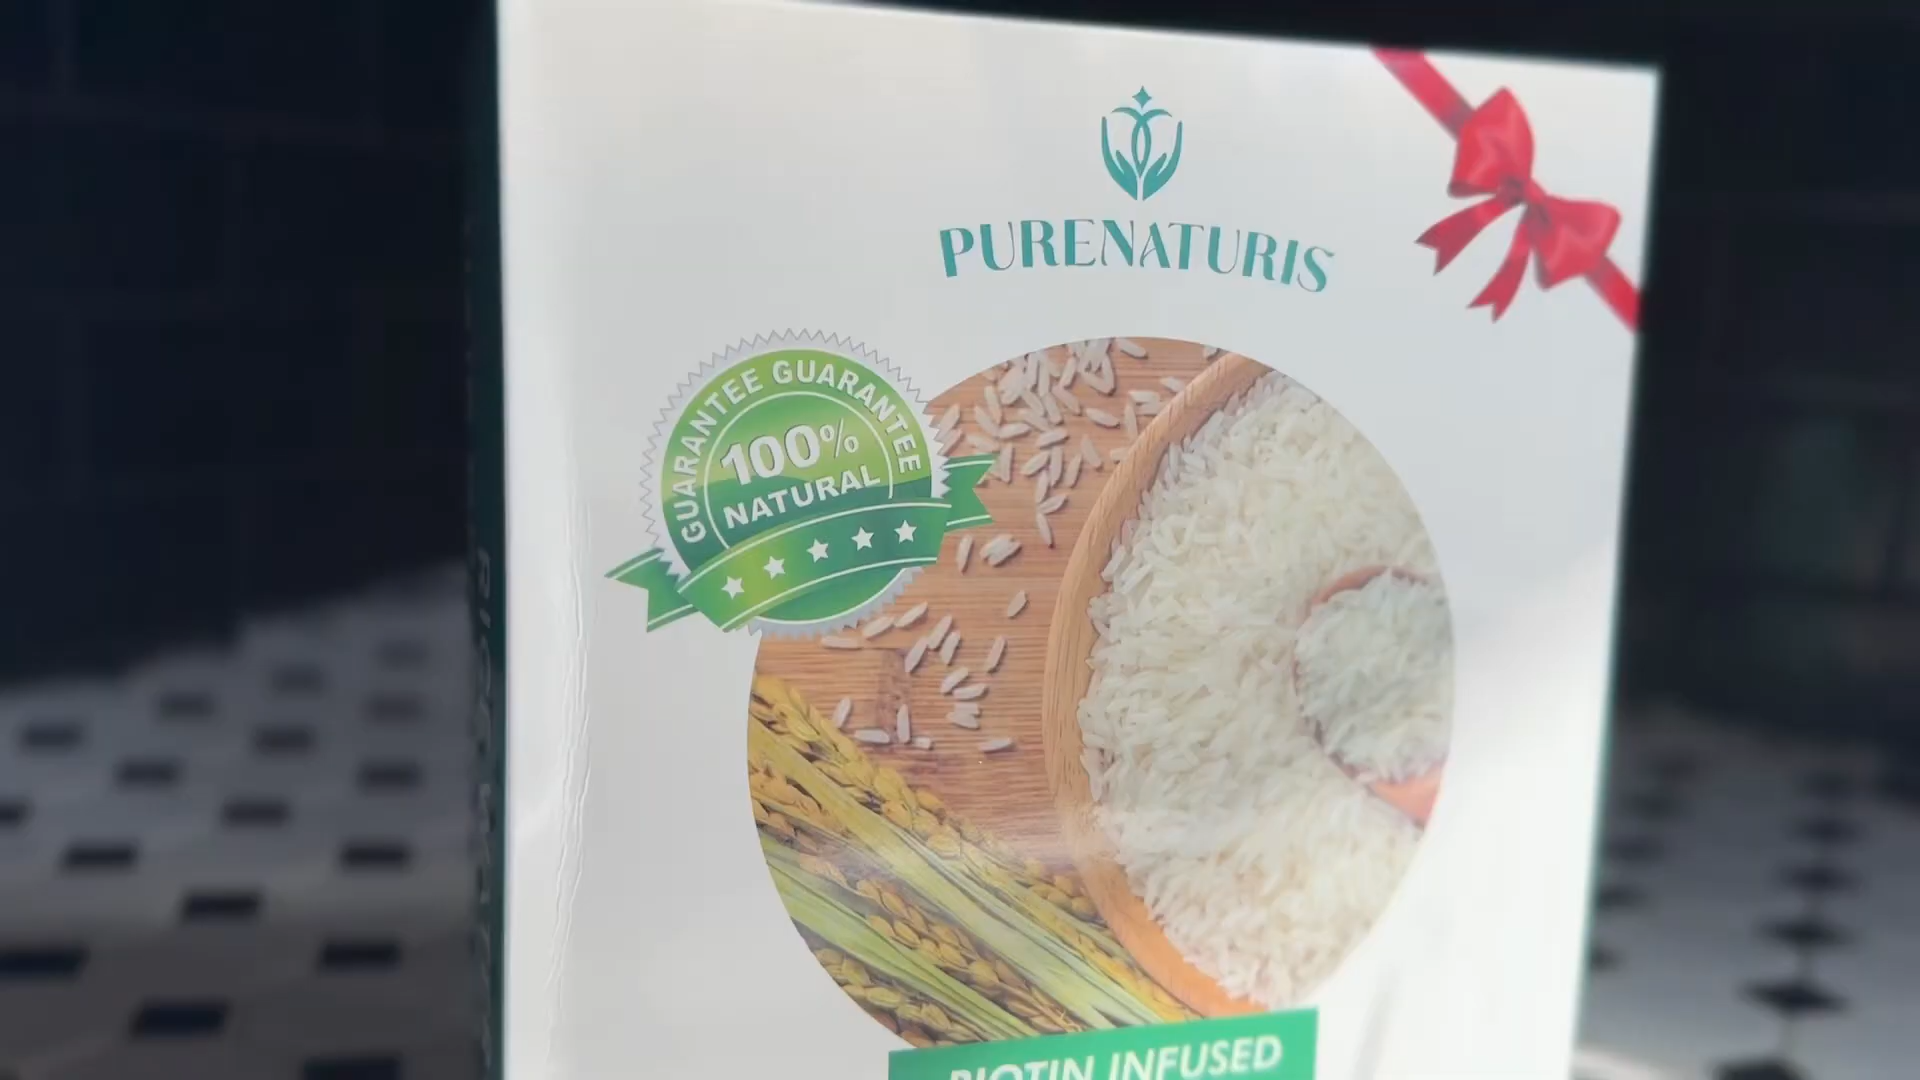 PURENATURIS
GUARANTEE GUARANTEE
100%
NATURAL
BIOTIN INFUSED